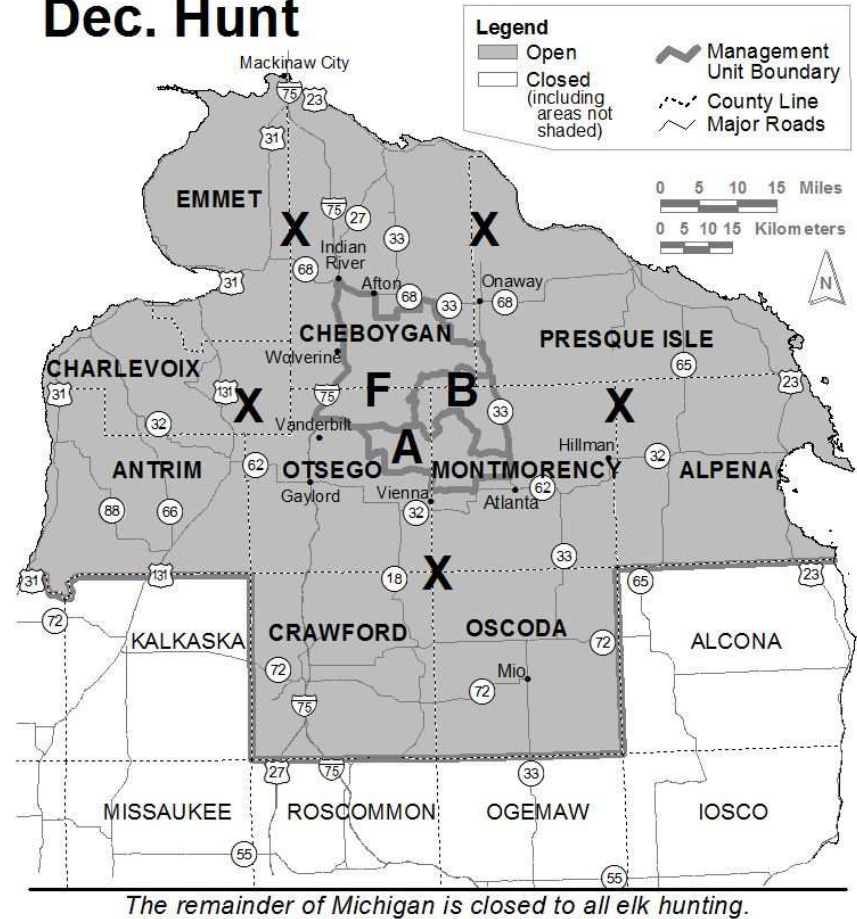 Dec. Hunt
Legend
Open
Closed
(including
areas not
shaded)
Management
Unit Boundary
County Line
Major Roads
0 5 10 15 Miles
0 5 10 15 Kilometers
N
Mackinaw City
75
23
31
EMMET
X
75
27
33
X
Indian
River
68
31
Afton
68
33
Onaway
68
CHEBOYGAN
PRESQUE ISLE
Wolverine
CHARLEVOIX
65
31
131
X
75
F
B
33
X
23
32
Vanderbilt
A
Hillman
32
ANTRIM
62
OTSEGO
MONTMORENCY
ALPENA
Gaylord
Vienna
62
Atlanta
88
66
32
33
31
131
18
X
65
23
72
KALKASKA
CRAWFORD
OSCODA
72
ALCONA
72
Mio
72
75
27
75
33
MISSAUKEE
ROSCOMMON
OGEMAW
IOSCO
55
55
The remainder of Michigan is closed to all elk hunting.